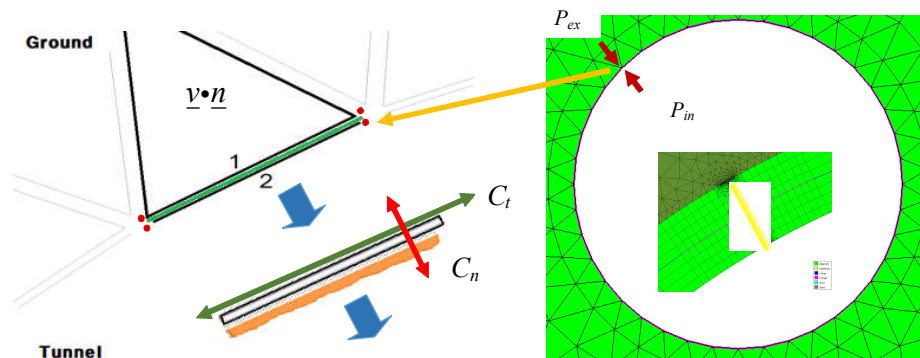 Ground
v•n
1
2
C_t
C_n
Tunnel
P_ex
P_in